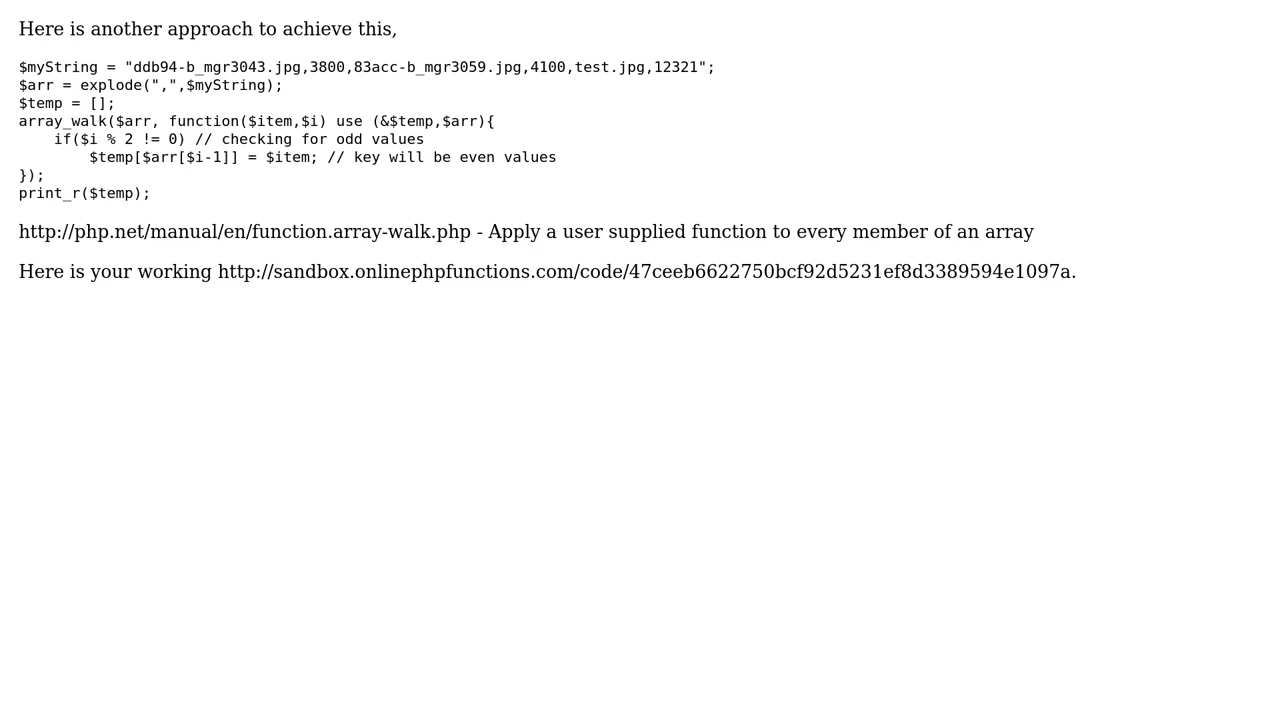 Here is another approach to achieve this,
$myString = "ddb94-b_mgr3043.jpg,3800,83acc-b_mgr3059.jpg,4100,test.jpg,12321";
$arr = explode(",",$myString);
$temp = [];
array_walk($arr, function($item,$i) use (&$temp,$arr){
    if($i % 2 != 0) // checking for odd values
        $temp[$arr[$i-1]] = $item; // key will be even values
});
print_r($temp);
http://php.net/manual/en/function.array-walk.php - Apply a user supplied function to every member of an array
Here is your working http://sandbox.onlinephpfunctions.com/code/47ceeb6622750bcf92d5231ef8d3389594e1097a.